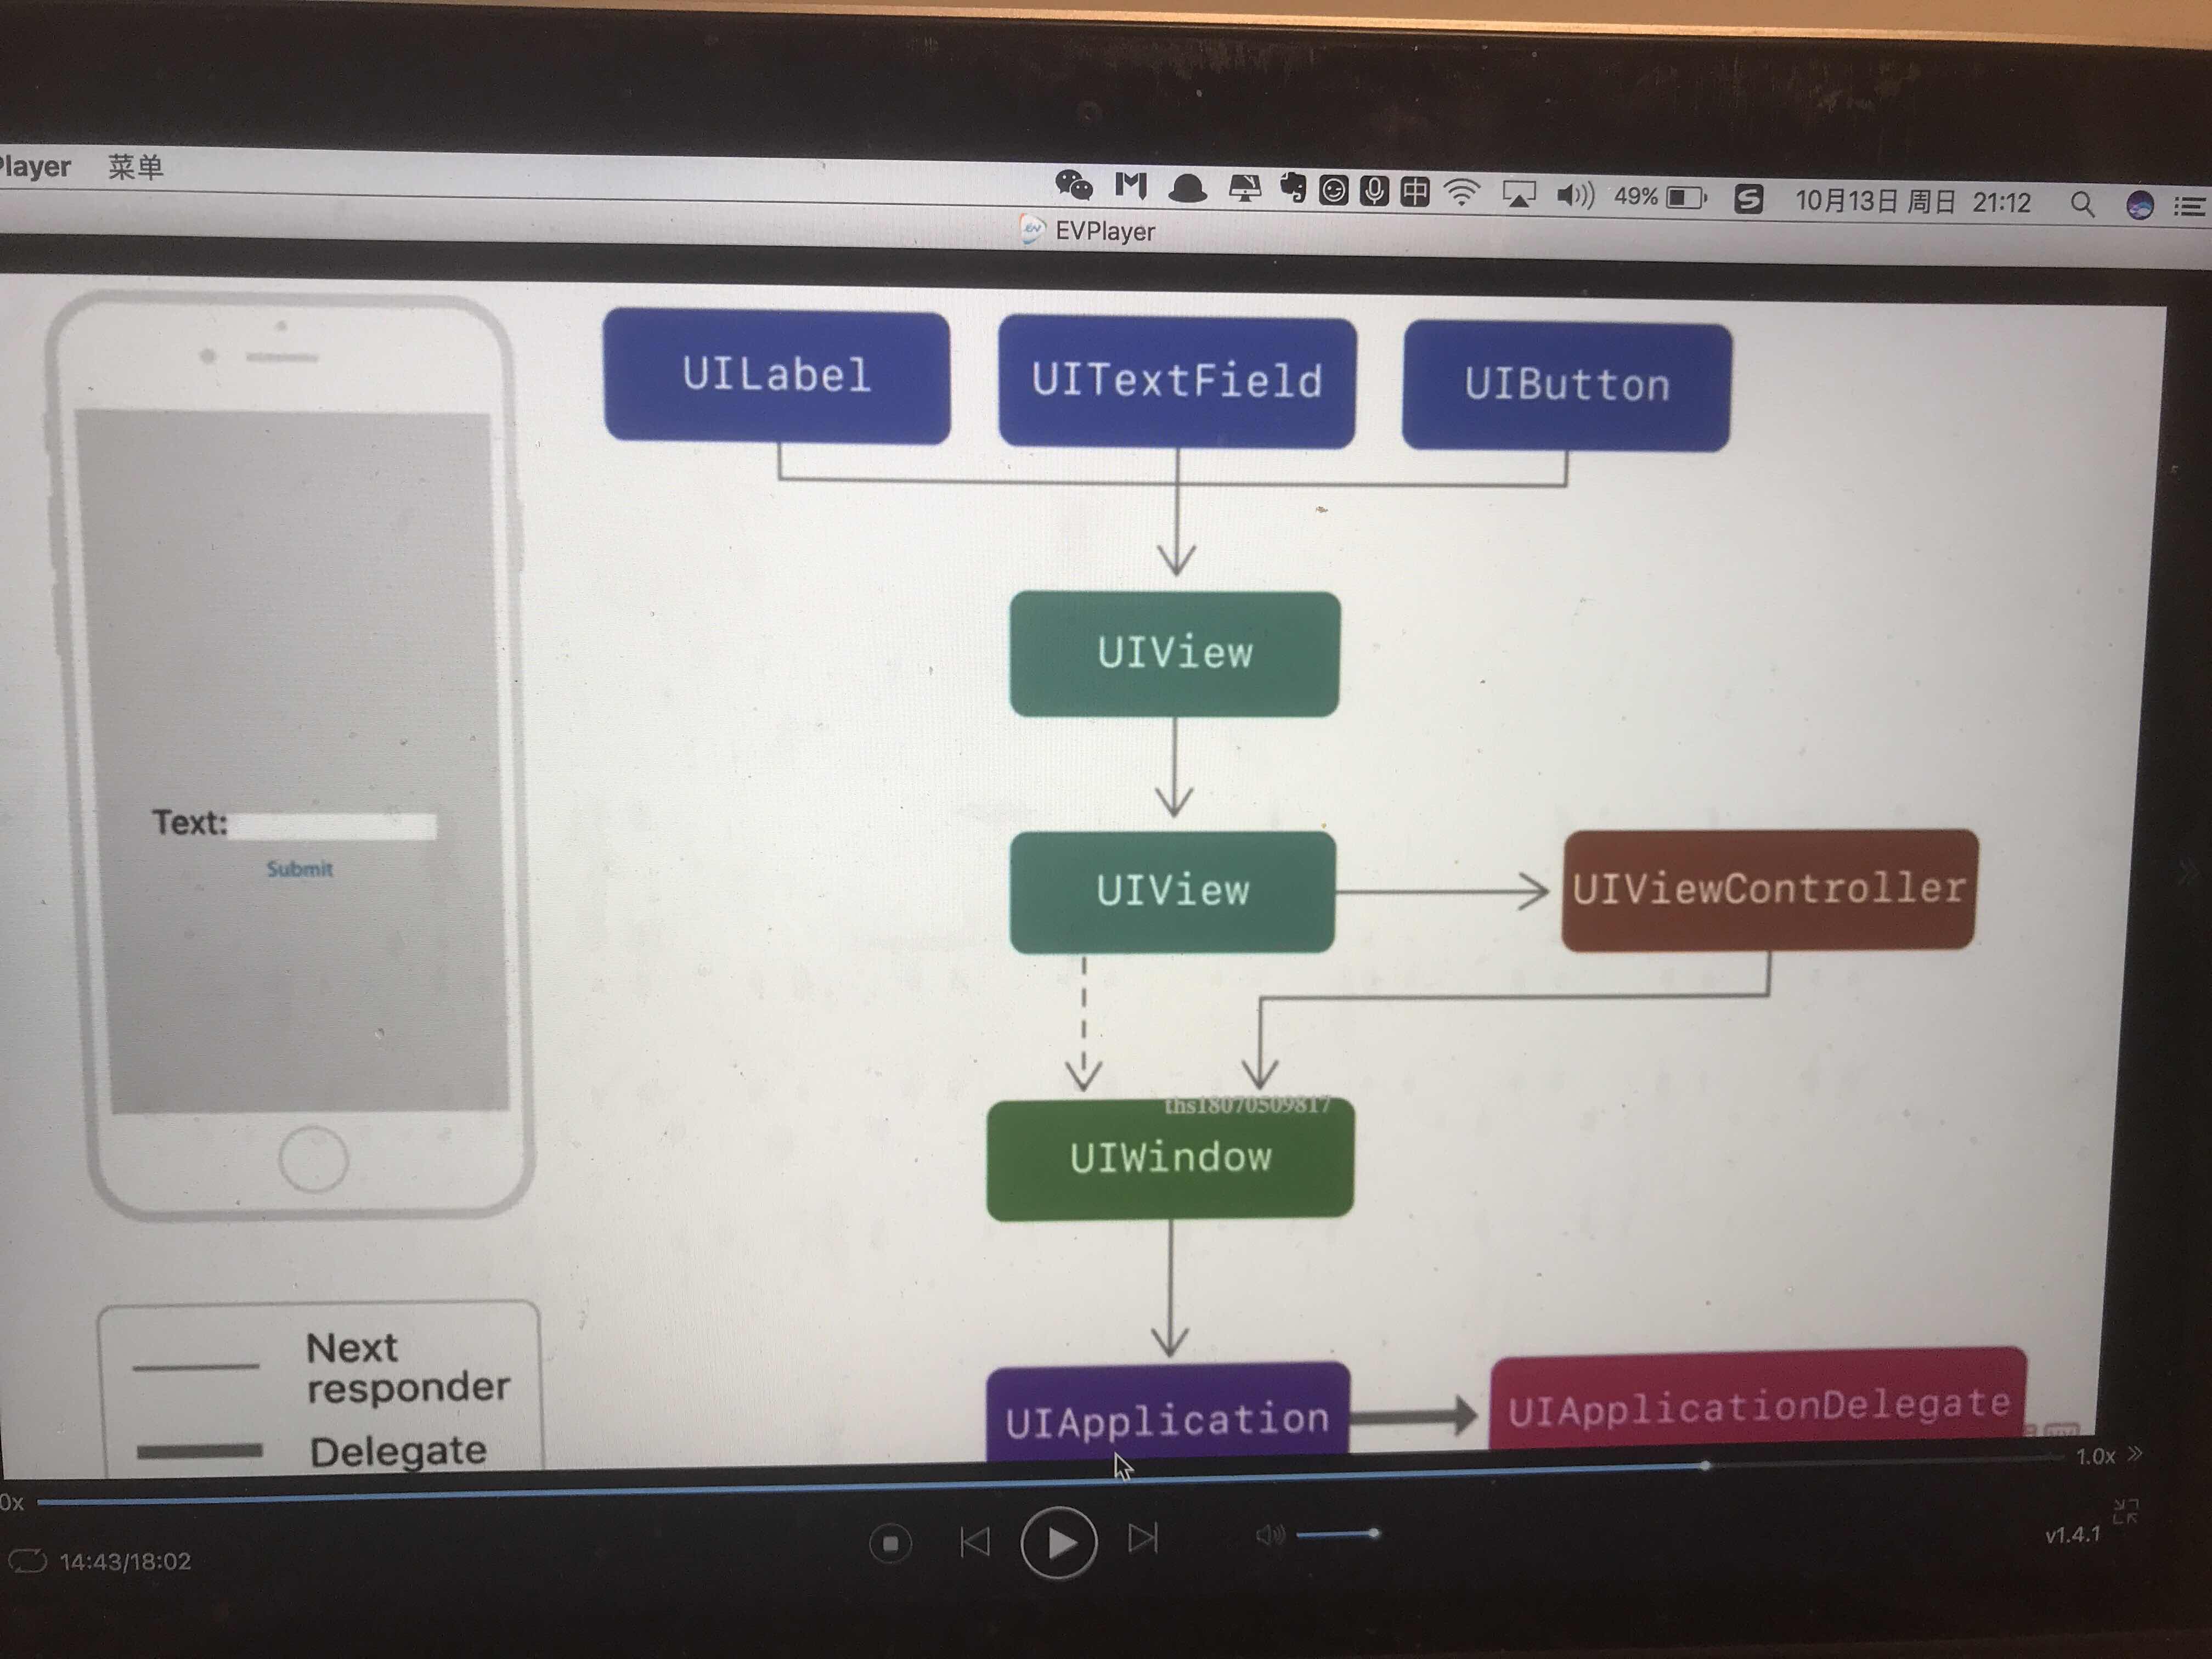 Player 菜单
49% 10月13日 周日 21:12
EVPlayer
UILabel
UITextField
UIButton
UIView
UIView
UIViewController
ths18070509817
UIWindow
UIApplication
UIApplicationDelegate
Text:
Submit
Next
responder
Delegate
0x
1.0x
14:43/18:02
v1.4.1